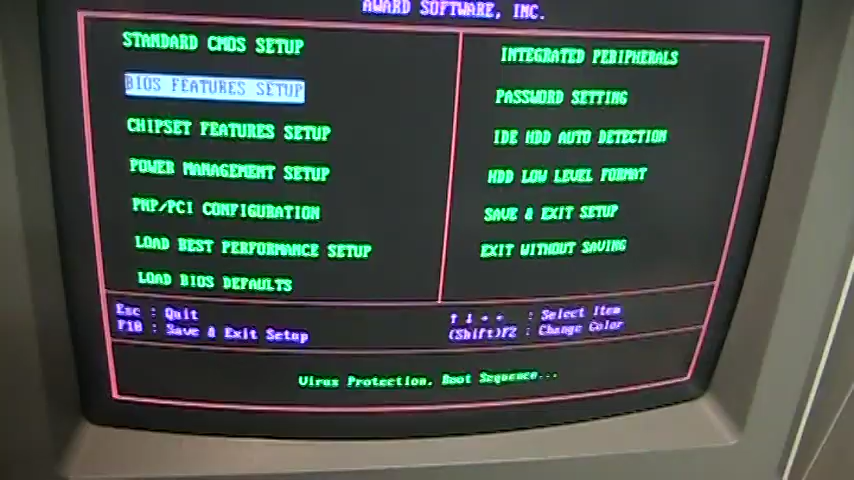 AWARD SOFTWARE, INC.
STANDARD CMOS SETUP
BIOS FEATURES SETUP
CHIPSET FEATURES SETUP
POWER MANAGEMENT SETUP
PNP/PCI CONFIGURATION
LOAD BEST PERFORMANCE SETUP
LOAD BIOS DEFAULTS
INTEGRATED PERIPHERALS
PASSWORD SETTING
IDE HDD AUTO DETECTION
HDD LOW LEVEL FORMAT
SAVE & EXIT SETUP
EXIT WITHOUT SAVING
Esc : Quit
F10 : Save & Exit Setup
↑ ↓ → ← : Select Item
(Shift)F2 : Change Color
Virus Protection, Boot Sequence...